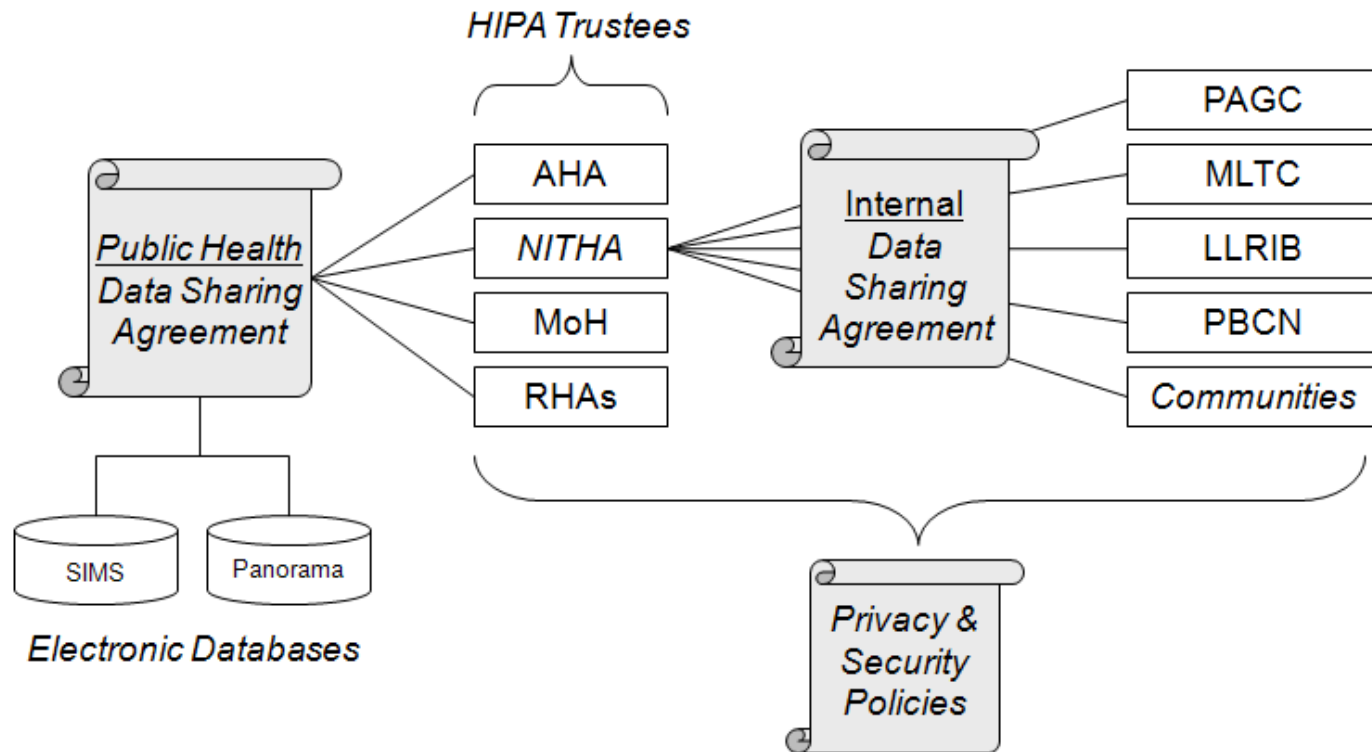 HIPA Trustees
Public Health
Data Sharing
Agreement
AHA
NITHA
MoH
RHAs
Internal
Data
Sharing
Agreement
PAGC
MLTC
LLRIB
PBCN
Communities
SIMS
Panorama
Electronic Databases
Privacy &
Security
Policies